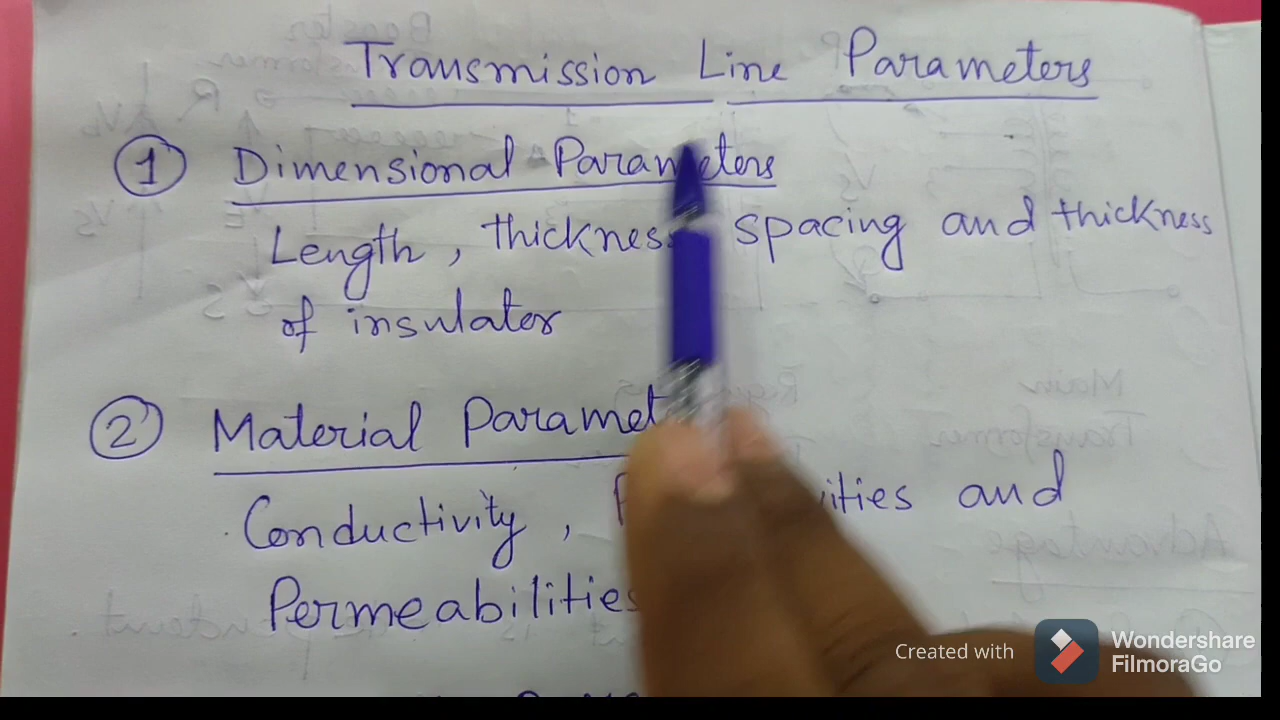 Transmission Line Parameters
1 Dimensional Parameters
Length, thickness spacing and thickness
of insulator
2 Material Paramet
Conductivity, ities and
Permeabilities
Created with
Wondershare
FilmoraGo